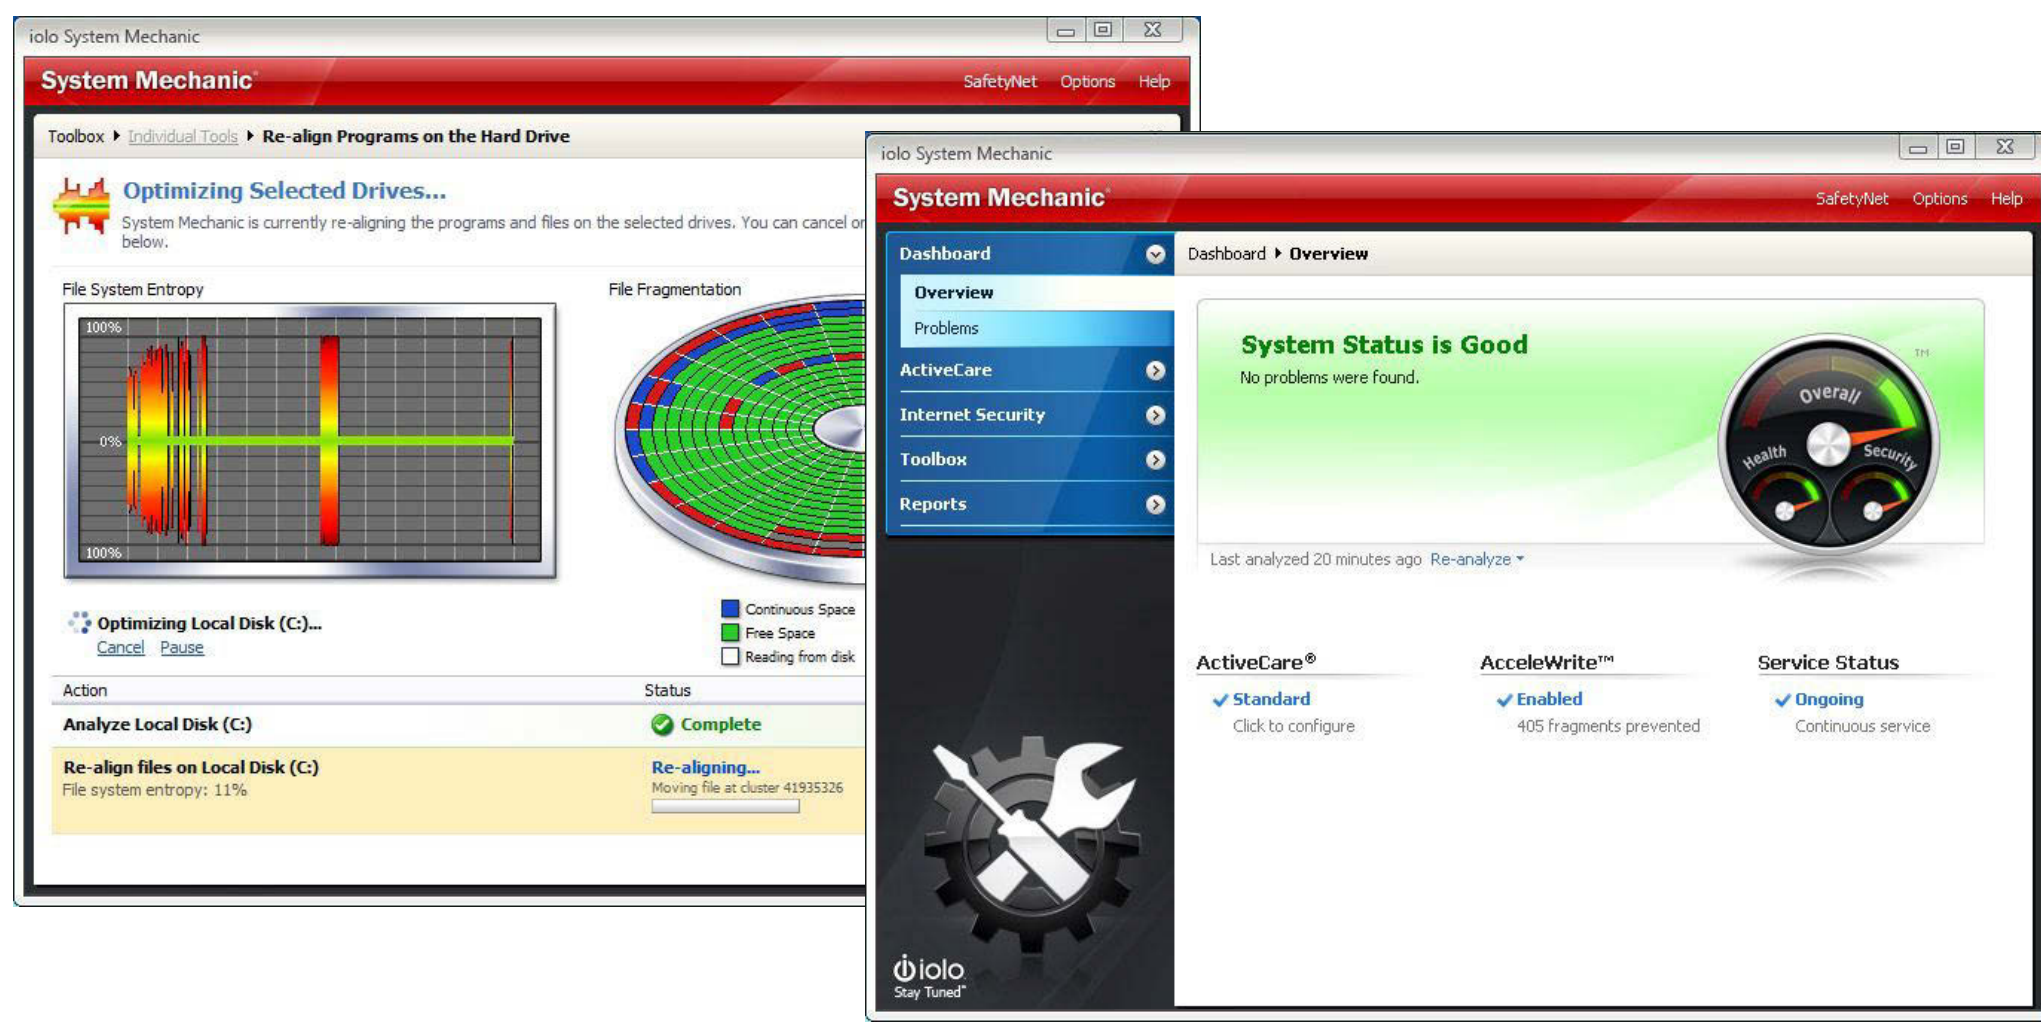 iolo System Mechanic
System Mechanic®
SafetyNet Options Help
Toolbox Individual Tools Re-align Programs on the Hard Drive
Optimizing Selected Drives...
System Mechanic is currently re-aligning the programs and files on the selected drives. You can cancel or
below.
File System Entropy
File Fragmentation
100%
0%
100%
Continuous Space
Free Space
Reading from disk
Optimizing Local Disk (C:)...
Cancel Pause
Action Status
Analyze Local Disk (C:) Complete
Re-align files on Local Disk (C:) Re-aligning...
File system entropy: 11% Moving file at cluster 41935326
iolo System Mechanic
System Mechanic®
SafetyNet Options Help
Dashboard
Overview
Problems
ActiveCare
Internet Security
Toolbox
Reports
iolo
Stay Tuned™
Dashboard Overview
System Status is Good
No problems were found.
TM
Overall
Health
Security
Last analyzed 20 minutes ago Re-analyze
ActiveCare® AcceleWrite™ Service Status
Standard Enabled Ongoing
Click to configure 405 fragments prevented Continuous service